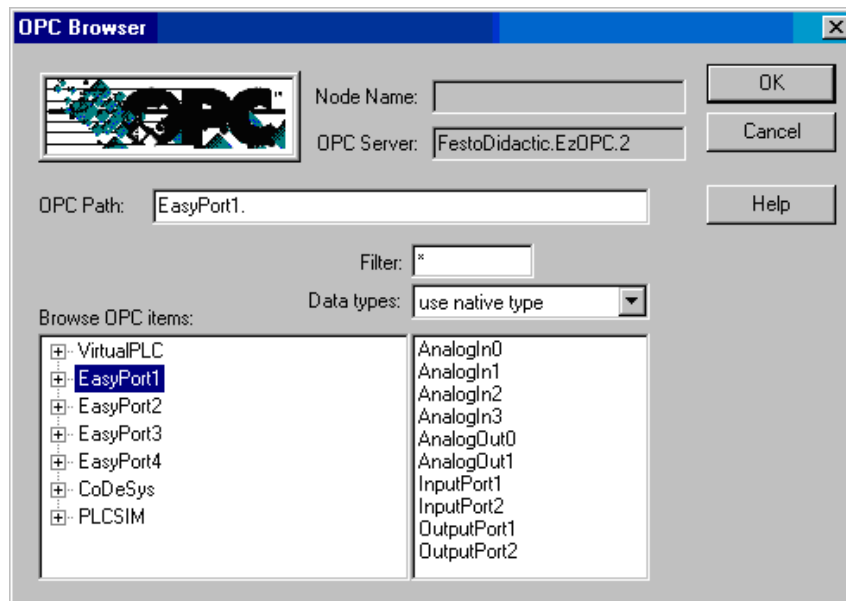 OPC Browser
OPC
Node Name:
OK
OPC Server: FestoDidactic.EzOPC.2
Cancel
OPC Path: EasyPort1.
Help
Filter: *
Data types: use native type
Browse OPC items:
VirtualPLC
EasyPort1
EasyPort2
EasyPort3
EasyPort4
CoDeSys
PLCSIM
AnalogIn0
AnalogIn1
AnalogIn2
AnalogIn3
AnalogOut0
AnalogOut1
InputPort1
InputPort2
OutputPort1
OutputPort2